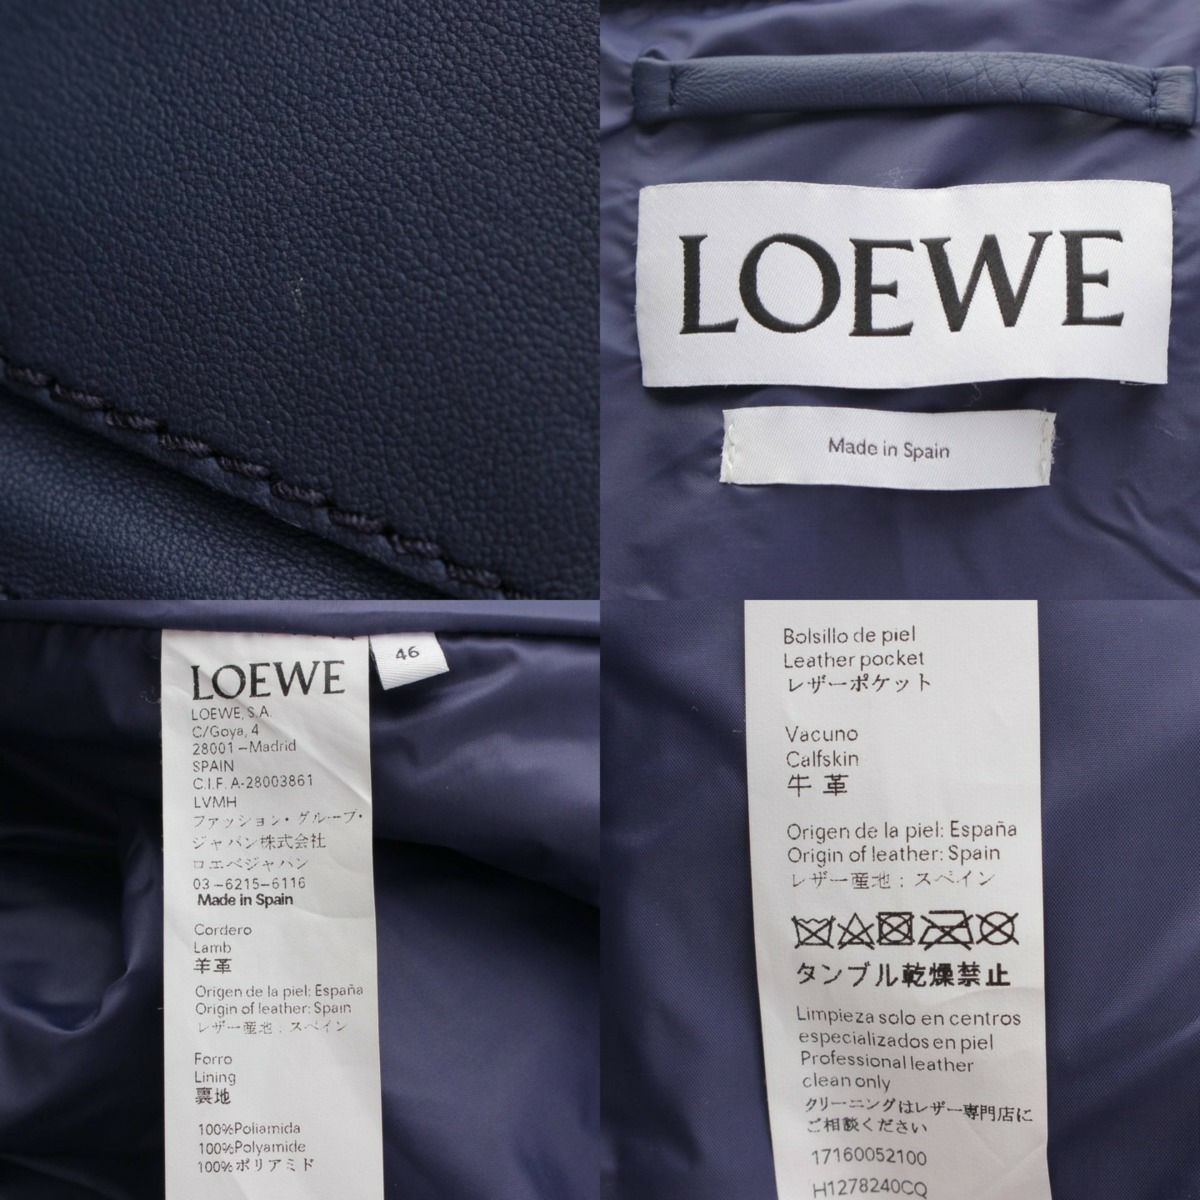 LOEWE
Made in Spain
46
LOEWE
LOEWE, S.A.
C/Goya, 4
28001-Madrid
SPAIN
C.I.F. A-28003861
LVMH
ファッション・グループ・
ジャパン株式会社
ロエベジャパン
03-6215-6116
Made in Spain
Cordero
Lamb
羊革
Origen de la piel: España
Origin of leather: Spain
レザー産地：スペイン
Forro
Lining
裏地
100%Poliamida
100%Polyamide
100%ポリアミド
Bolsillo de piel
Leather pocket
レザーポケット
Vacuno
Calfskin
牛革
Origen de la piel: España
Origin of leather: Spain
レザー産地：スペイン
タンブル乾燥禁止
Limpieza solo en centros
especializados en piel
Professional leather
clean only
クリーニングはレザー専門店に
ご相談ください
17160052100
H1278240CQ